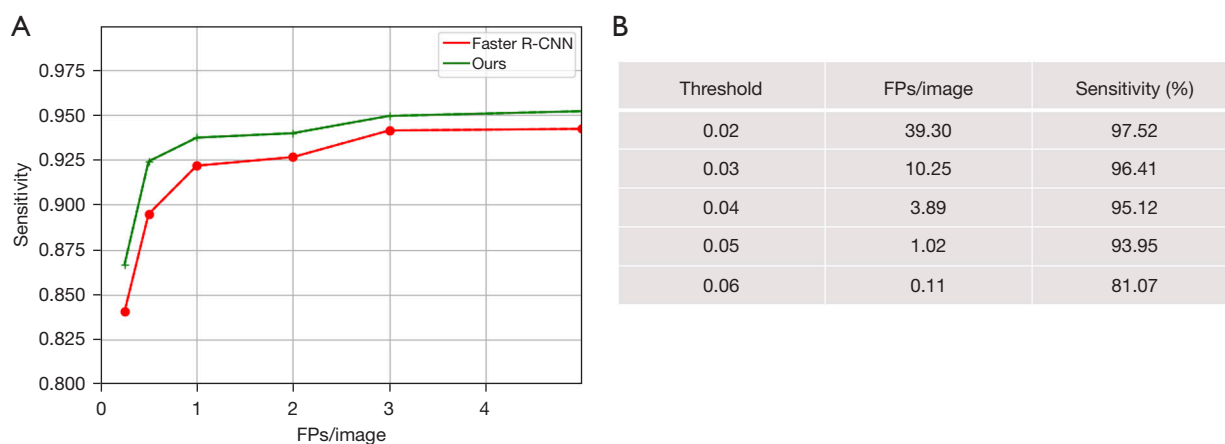 A
Faster R-CNN
Ours
0.975
0.950
0.925
0.900
0.875
0.850
0.825
0.800
Sensitivity
0 1 2 3 4
FPs/image
B
Threshold FPs/image Sensitivity (%)
0.02 39.30 97.52
0.03 10.25 96.41
0.04 3.89 95.12
0.05 1.02 93.95
0.06 0.11 81.07